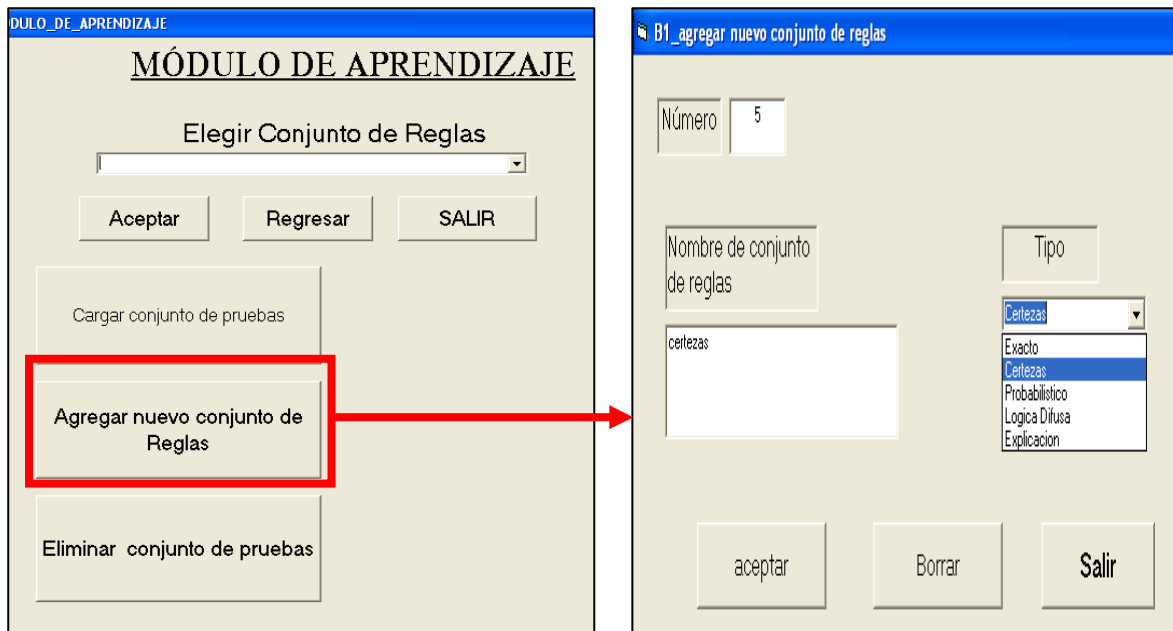 DULO_DE_APRENDIZAJE
MÓDULO DE APRENDIZAJE
Elegir Conjunto de Reglas
Aceptar
Regresar
SALIR
Cargar conjunto de pruebas
Agregar nuevo conjunto de
Reglas
Eliminar conjunto de pruebas
B1_agregar nuevo conjunto de reglas
Número
5
Nombre de conjunto
de reglas
certezas
Tipo
Certezas
Exacto
Certezas
Probabilistico
Logica Difusa
Explicacion
aceptar
Borrar
Salir